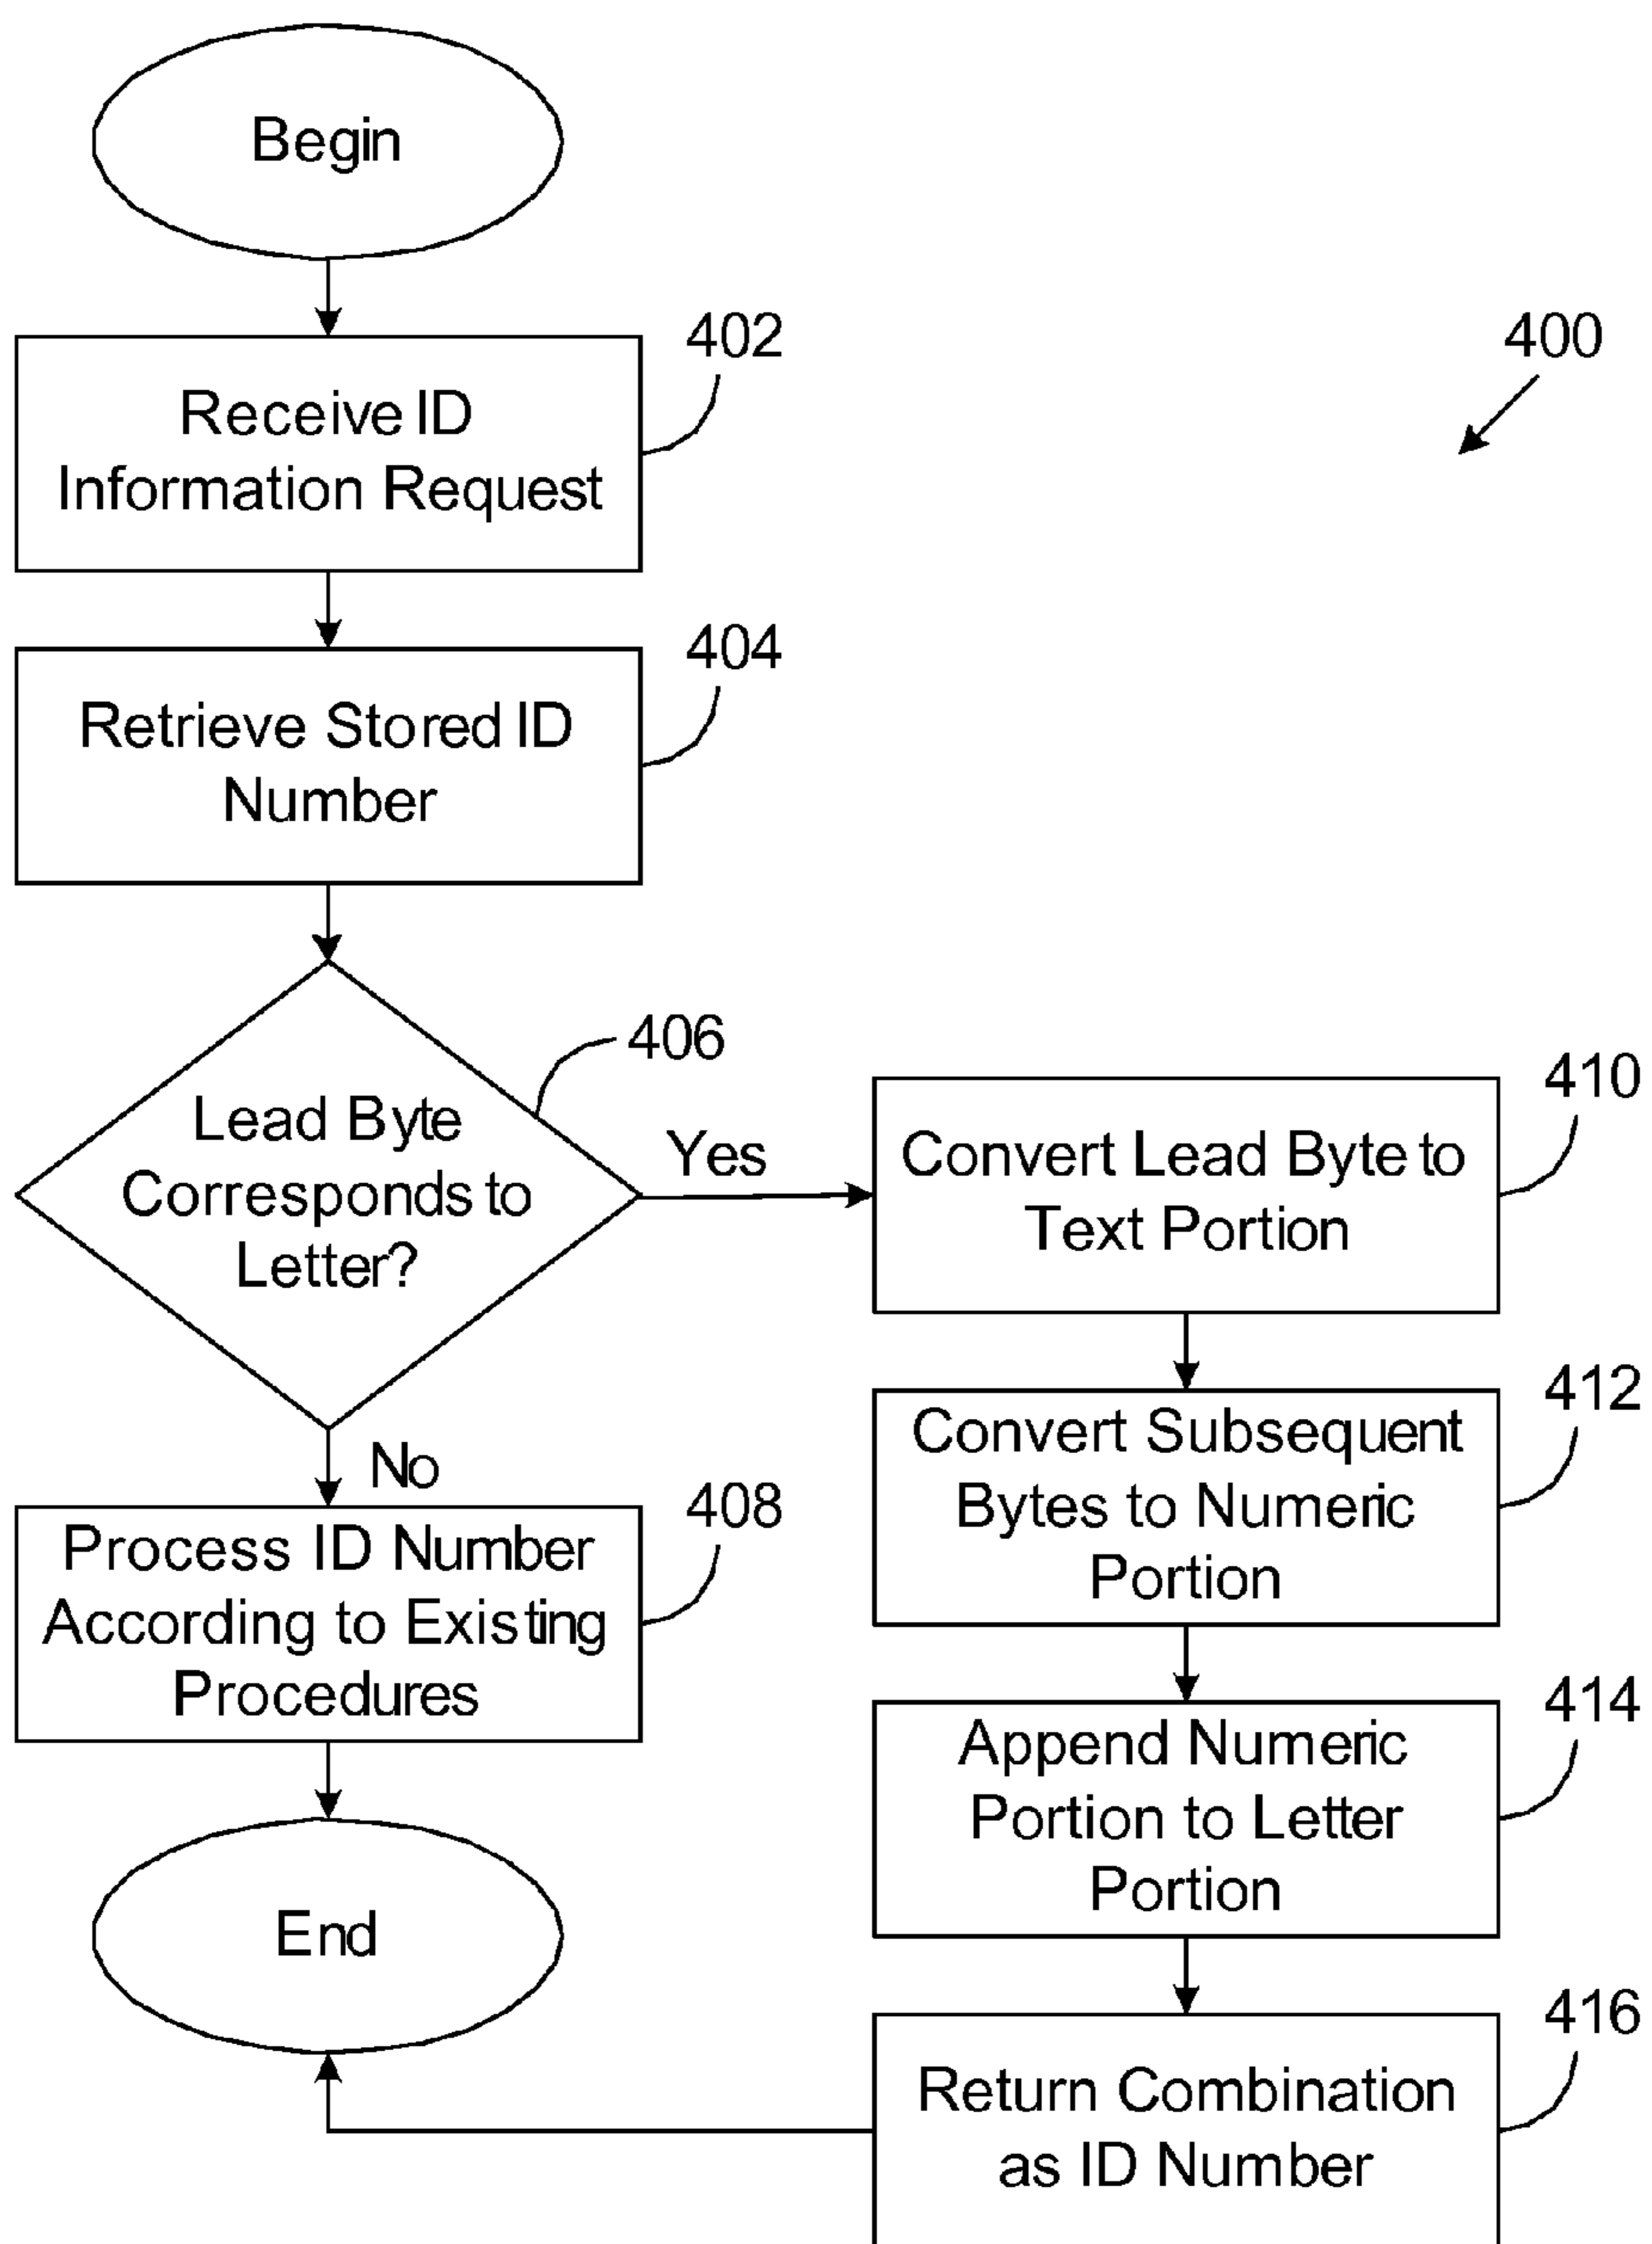 Begin
402
400
Receive ID
Information Request
404
Retrieve Stored ID
Number
406
Lead Byte
Corresponds to
Letter?
Yes
No
408
Process ID Number
According to Existing
Procedures
End
410
Convert Lead Byte to
Text Portion
412
Convert Subsequent
Bytes to Numeric
Portion
414
Append Numeric
Portion to Letter
Portion
416
Return Combination
as ID Number